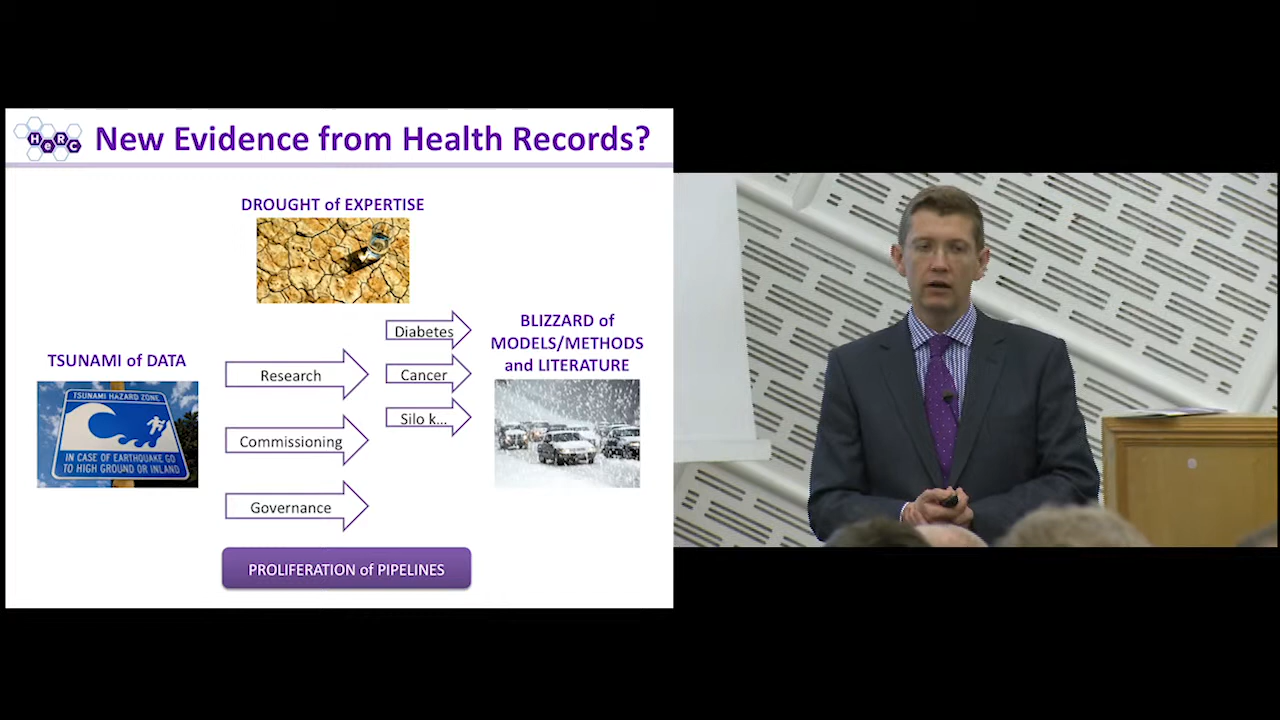 HeRC
New Evidence from Health Records?
DROUGHT of EXPERTISE
TSUNAMI of DATA
TSUNAMI HAZARD ZONE
IN CASE OF EARTHQUAKE GO
TO HIGH GROUND OR INLAND
Research
Commissioning
Governance
Diabetes
Cancer
Silo k...
BLIZZARD of
MODELS/METHODS
and LITERATURE
PROLIFERATION of PIPELINES